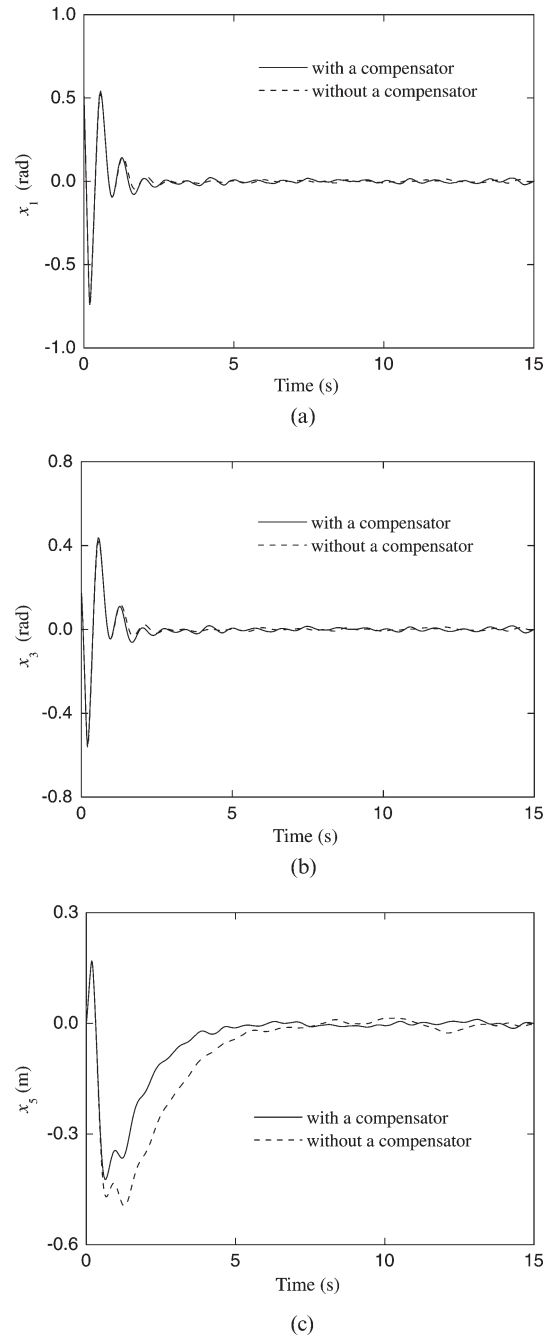 1.0
with a compensator
without a compensator
0.5
0.0
-0.5
-1.0
x1 (rad)
0 5 10 15
Time (s)
(a)
0.8
with a compensator
without a compensator
0.4
0.0
-0.4
-0.8
x3 (rad)
0 5 10 15
Time (s)
(b)
0.3
0.0
-0.3
-0.6
x5 (m)
with a compensator
without a compensator
0 5 10 15
Time (s)
(c)